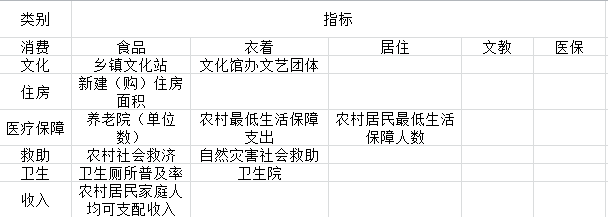 类别 指标
消费 食品 衣着 居住 文教 医保
文化 乡镇文化站 文化馆办文艺团体
住房 新建（购）住房面积
医疗保障 养老院（单位数） 农村最低生活保障支出 农村居民最低生活保障人数
救助 农村社会救济 自然灾害社会救助
卫生 卫生厕所普及率 卫生院
收入 农村居民家庭人均可支配收入